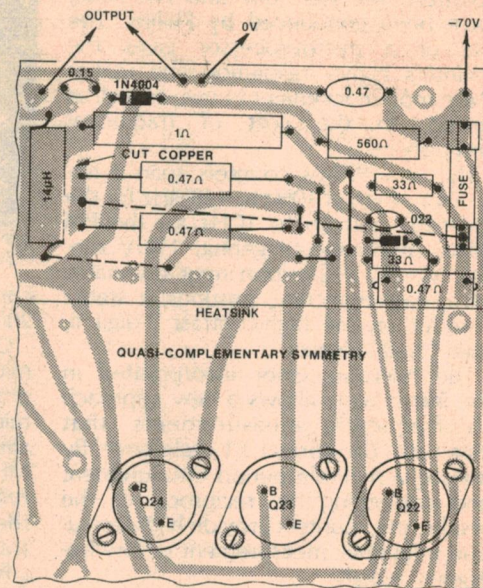 OUTPUT
0V
–70V
0.15
1N4004
0.47
1Ω
560Ω
CUT COPPER
14µH
0.47Ω
33Ω
FUSE
.022
0.47Ω
33Ω
0.47Ω
HEATSINK
QUASI-COMPLEMENTARY SYMMETRY
B
Q24
E
B
Q23
E
B
Q22
E